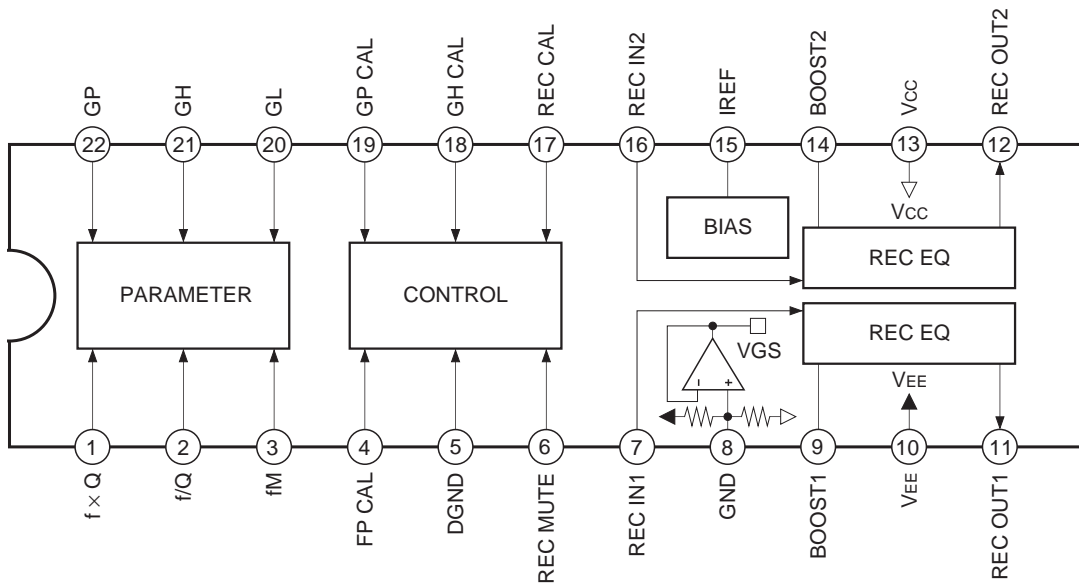 GP
GH
GL
GP CAL
GH CAL
REC CAL
REC IN2
IREF
BOOST2
VCC
REC OUT2
22
21
20
19
18
17
16
15
14
13
12
VCC
BIAS
REC EQ
PARAMETER
CONTROL
REC EQ
VGS
VEE
– +
1
2
3
4
5
6
7
8
9
10
11
f × Q
f/Q
fM
FP CAL
DGND
REC MUTE
REC IN1
GND
BOOST1
VEE
REC OUT1